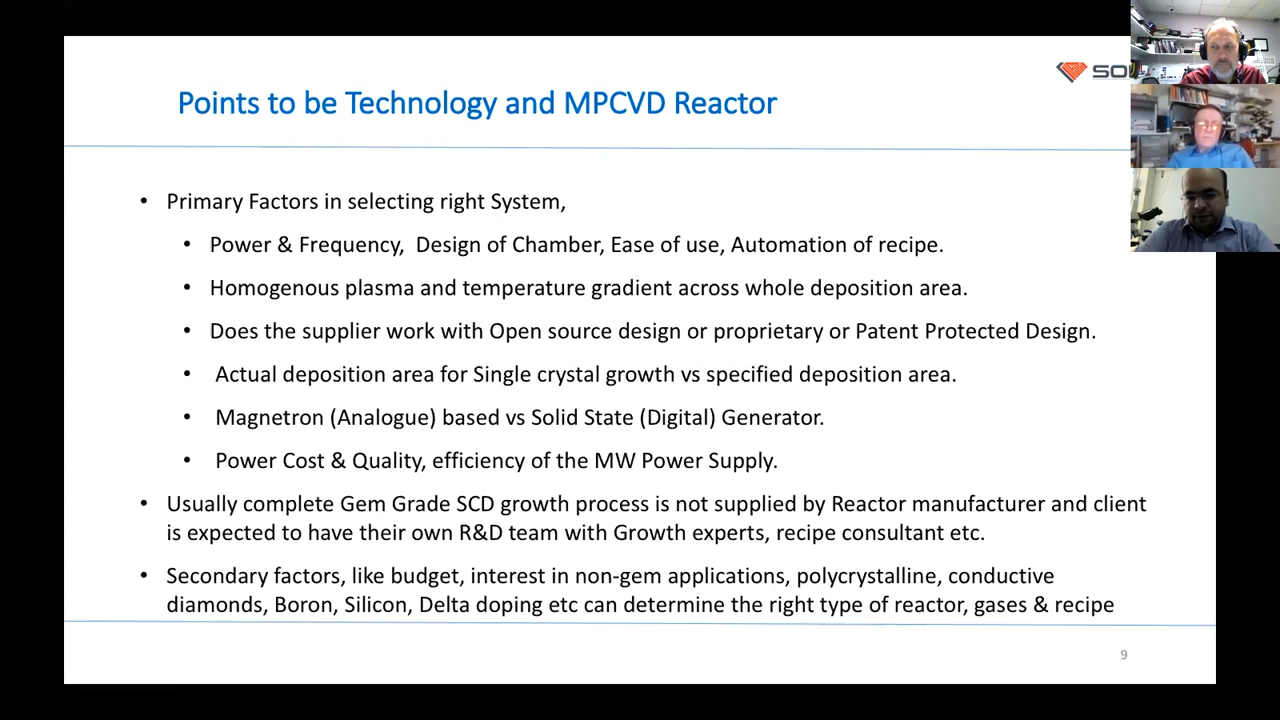 Points to be Technology and MPCVD Reactor
• Primary Factors in selecting right System,
• Power & Frequency, Design of Chamber, Ease of use, Automation of recipe.
• Homogenous plasma and temperature gradient across whole deposition area.
• Does the supplier work with Open source design or proprietary or Patent Protected Design.
• Actual deposition area for Single crystal growth vs specified deposition area.
• Magnetron (Analogue) based vs Solid State (Digital) Generator.
• Power Cost & Quality, efficiency of the MW Power Supply.
• Usually complete Gem Grade SCD growth process is not supplied by Reactor manufacturer and client
is expected to have their own R&D team with Growth experts, recipe consultant etc.
• Secondary factors, like budget, interest in non-gem applications, polycrystalline, conductive
diamonds, Boron, Silicon, Delta doping etc can determine the right type of reactor, gases & recipe
9